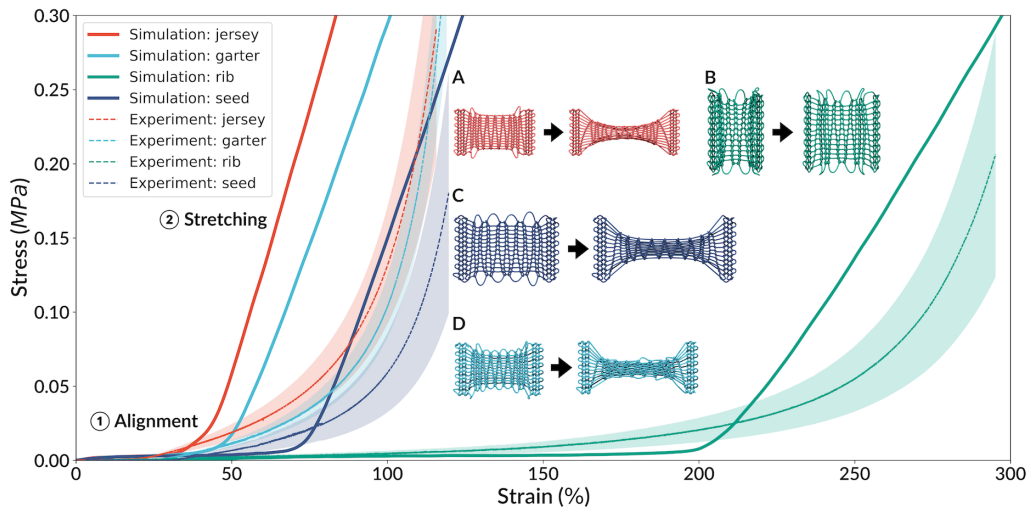 0.30
0.25
0.20
0.15
0.10
0.05
0.00
Stress (MPa)
Simulation: jersey
Simulation: garter
Simulation: rib
Simulation: seed
Experiment: jersey
Experiment: garter
Experiment: rib
Experiment: seed
② Stretching
① Alignment
A
B
C
D
0 50 100 150 200 250 300
Strain (%)